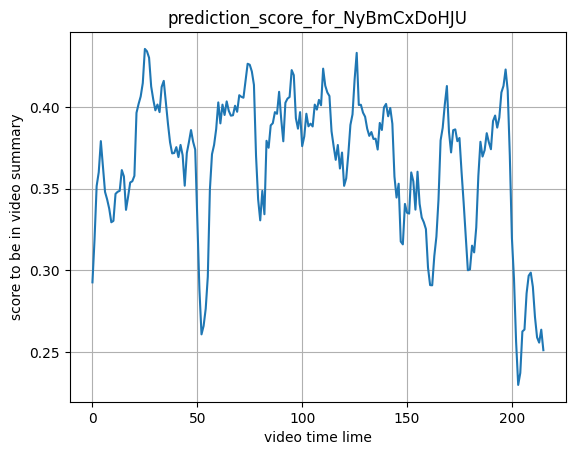 prediction_score_for_NyBmCxDoHJU
score to be in video summary
0.40
0.35
0.30
0.25
0 50 100 150 200
video time lime